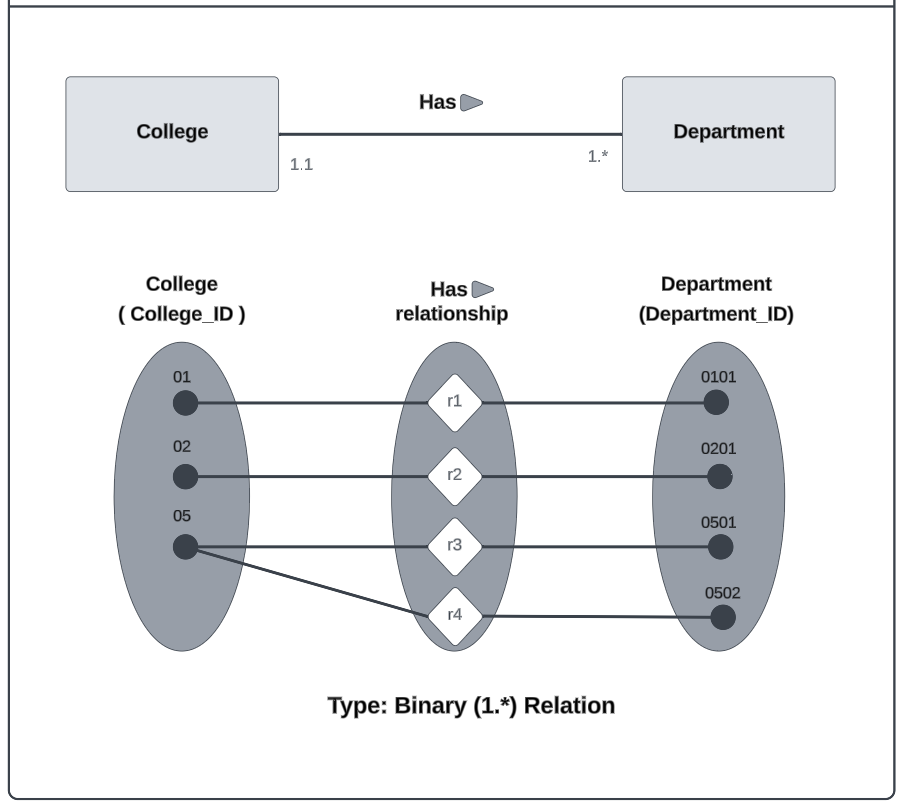 Has
College
Department
1.1
1.*
College
( College_ID )
Has
relationship
Department
(Department_ID)
01
r1
0101
02
r2
0201
05
r3
0501
r4
0502
Type: Binary (1.*) Relation